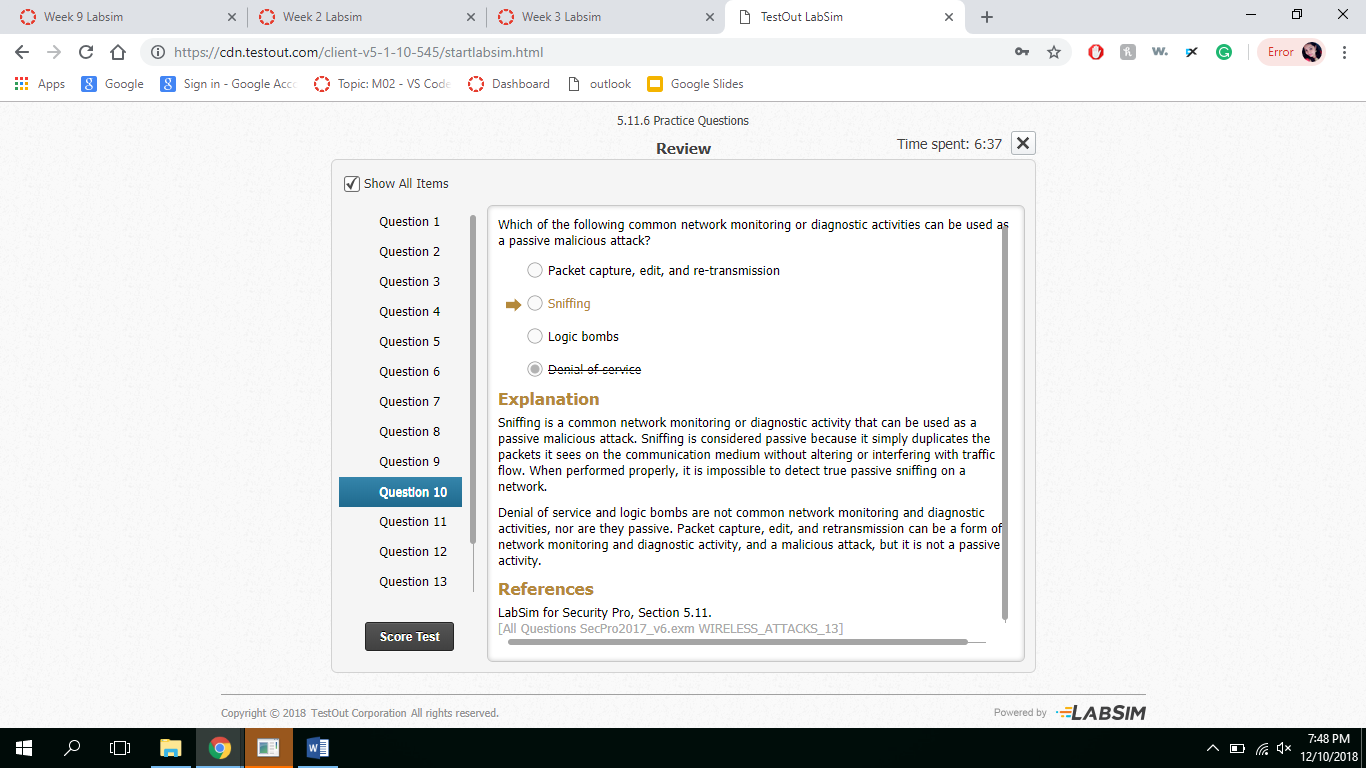 Week 9 Labsim
Week 2 Labsim
Week 3 Labsim
TestOut LabSim
https://cdn.testout.com/client-v5-1-10-545/startlabsim.html
Error
Apps
Google
Sign in - Google Acco
Topic: M02 - VS Code
Dashboard
outlook
Google Slides
5.11.6 Practice Questions
Review
Time spent: 6:37
Show All Items
Question 1
Question 2
Question 3
Question 4
Question 5
Question 6
Question 7
Question 8
Question 9
Question 10
Question 11
Question 12
Question 13
Score Test
Which of the following common network monitoring or diagnostic activities can be used as
a passive malicious attack?
Packet capture, edit, and re-transmission
Sniffing
Logic bombs
Denial of service
Explanation
Sniffing is a common network monitoring or diagnostic activity that can be used as a
passive malicious attack. Sniffing is considered passive because it simply duplicates the
packets it sees on the communication medium without altering or interfering with traffic
flow. When performed properly, it is impossible to detect true passive sniffing on a
network.
Denial of service and logic bombs are not common network monitoring and diagnostic
activities, nor are they passive. Packet capture, edit, and retransmission can be a form of
network monitoring and diagnostic activity, and a malicious attack, but it is not a passive
activity.
References
LabSim for Security Pro, Section 5.11.
[All Questions SecPro2017_v6.exm WIRELESS_ATTACKS_13]
Copyright © 2018 TestOut Corporation All rights reserved.
Powered by LABSIM
7:48 PM
12/10/2018